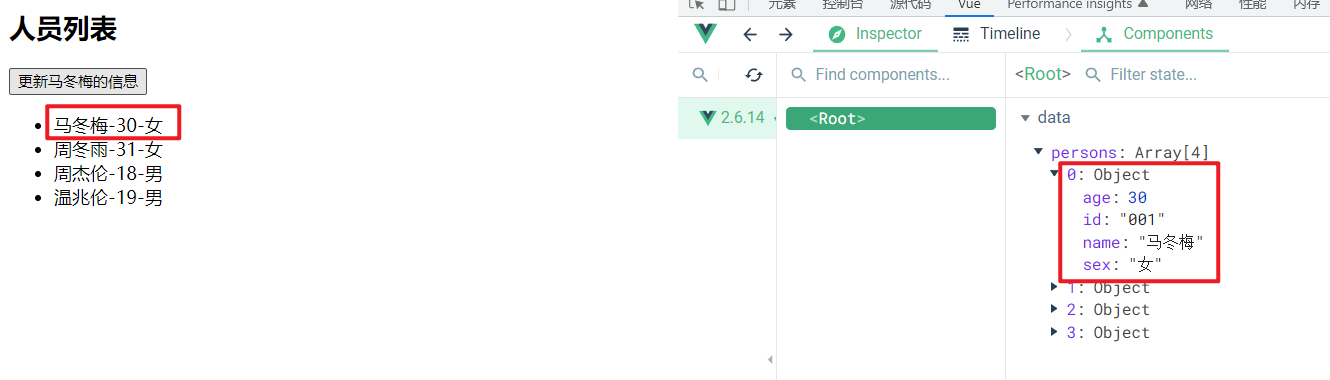 人员列表
更新马冬梅的信息
马冬梅-30-女
周冬雨-31-女
周杰伦-18-男
温兆伦-19-男
元素 控制台 源代码 Vue Performance insights 网络 性能 内存
Inspector Timeline Components
Find components... <Root> Filter state...
2.6.14 <Root> data
persons: Array[4]
0: Object
age: 30
id: "001"
name: "马冬梅"
sex: "女"
1: Object
2: Object
3: Object